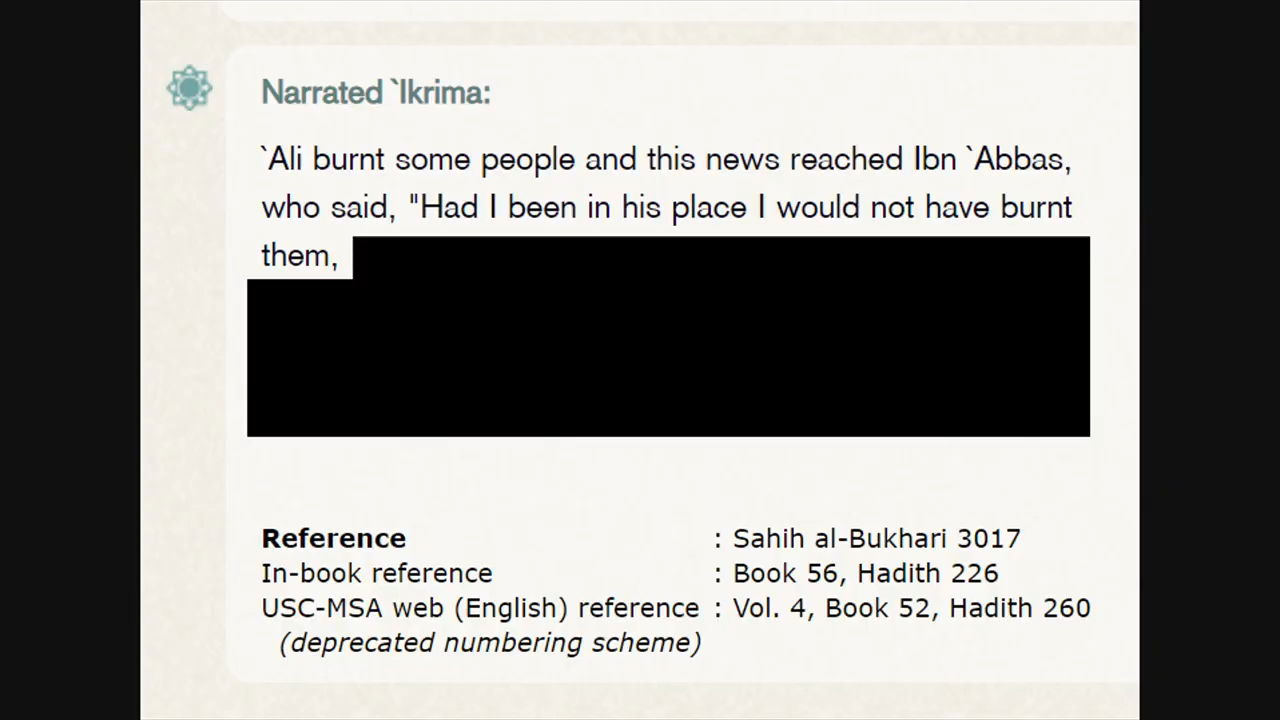 Narrated `Ikrima:
`Ali burnt some people and this news reached Ibn `Abbas,
who said, "Had I been in his place I would not have burnt
them,
Reference : Sahih al-Bukhari 3017
In-book reference : Book 56, Hadith 226
USC-MSA web (English) reference : Vol. 4, Book 52, Hadith 260
(deprecated numbering scheme)